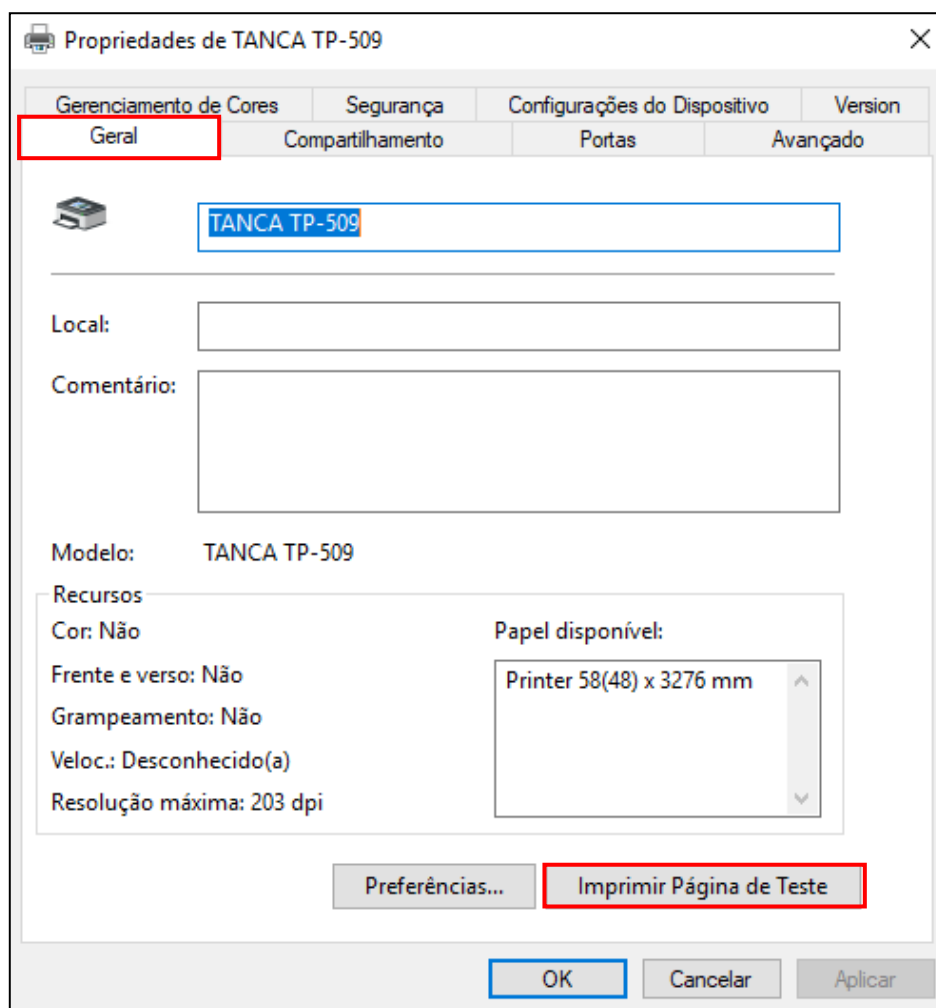 Propriedades de TANCA TP-509
Gerenciamento de Cores Segurança Configurações do Dispositivo Version
Geral Compartilhamento Portas Avançado
TANCA TP-509
Local:
Comentário:
Modelo: TANCA TP-509
Recursos
Cor: Não Papel disponível:
Frente e verso: Não Printer 58(48) x 3276 mm
Grampeamento: Não
Veloc.: Desconhecido(a)
Resolução máxima: 203 dpi
Preferências... Imprimir Página de Teste
OK Cancelar Aplicar